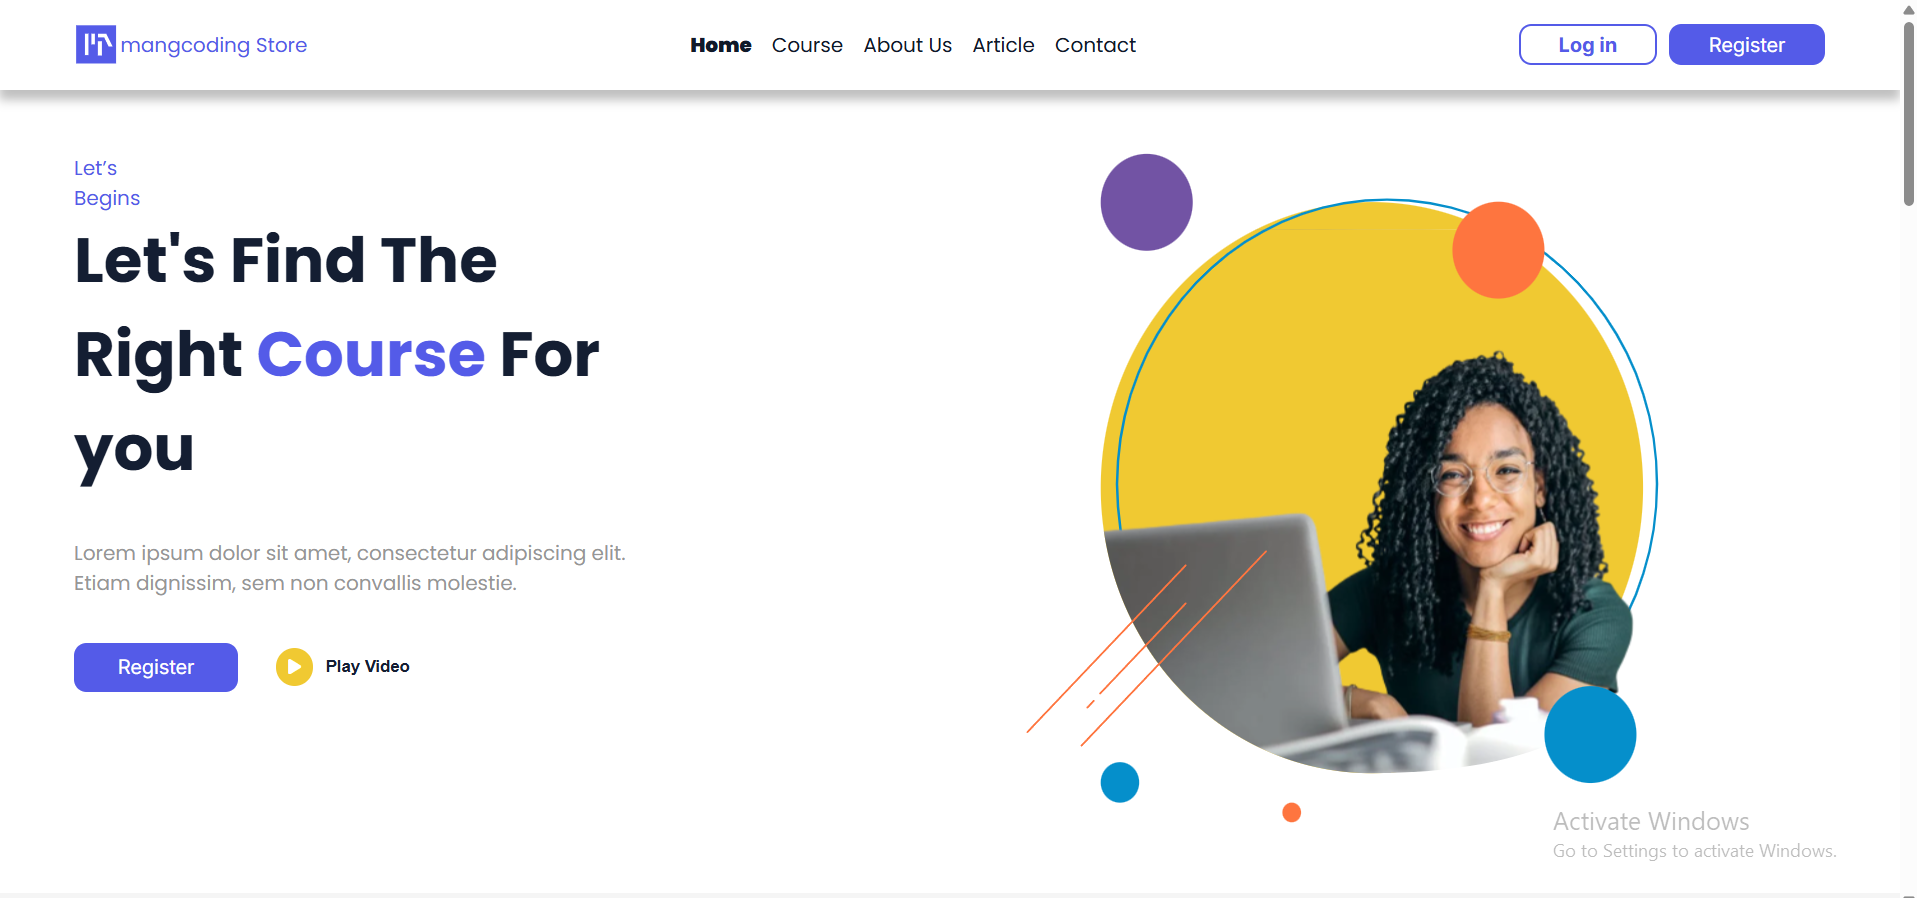 mangcoding Store
Home Course About Us Article Contact
Log in Register
Let’s
Begins
Let's Find The
Right Course For
you
Lorem ipsum dolor sit amet, consectetur adipiscing elit.
Etiam dignissim, sem non convallis molestie.
Register Play Video
Activate Windows
Go to Settings to activate Windows.